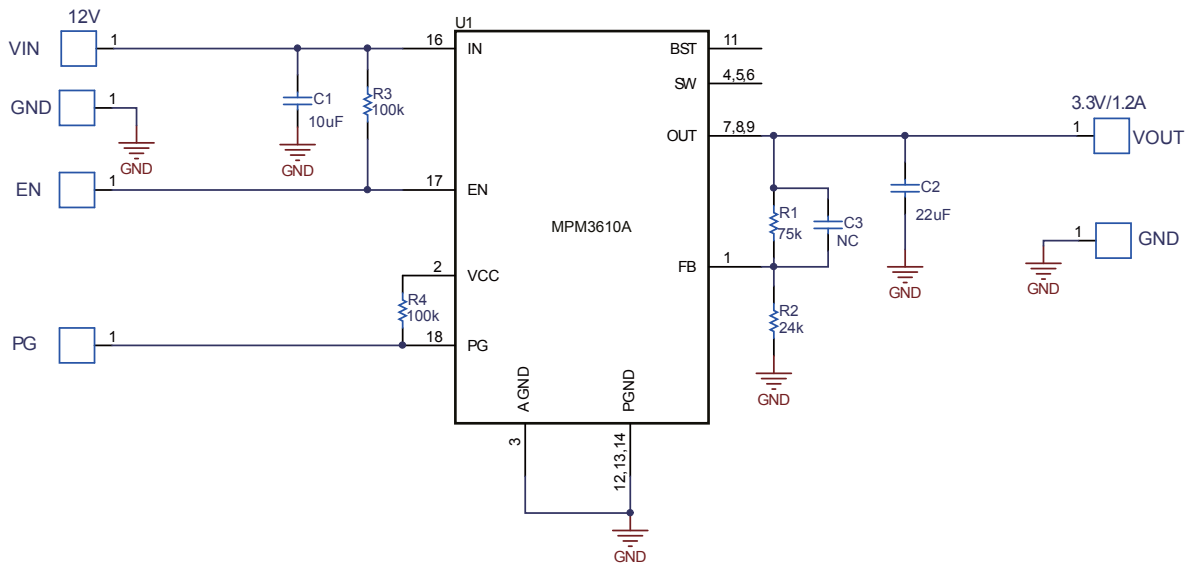 12V
VIN
1
U1
16
IN
BST
11
SW
4,5,6
GND
1
GND
C1
10uF
GND
R3
100k
OUT
7,8,9
3.3V/1.2A
1
VOUT
EN
1
17
EN
MPM3610A
R1
75k
C3
NC
C2
22uF
GND
1
GND
GND
FB
1
2
VCC
R4
100k
R2
24k
GND
PG
1
18
PG
AGND
PGND
3
12,13,14
GND